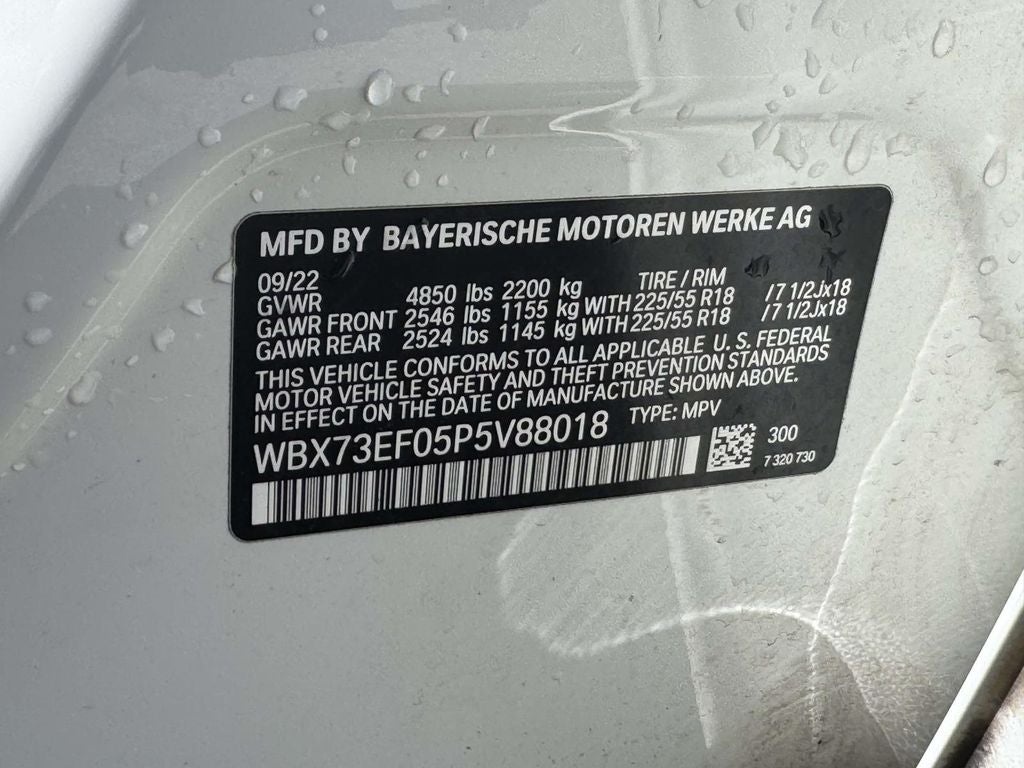 MFD BY BAYERISCHE MOTOREN WERKE AG
09/22 TIRE / RIM
GVWR 4850 lbs 2200 kg
GAWR FRONT 2546 lbs 1155 kg WITH 225/55 R18 /7 1/2Jx18
GAWR REAR 2524 lbs 1145 kg WITH 225/55 R18 /7 1/2Jx18
THIS VEHICLE CONFORMS TO ALL APPLICABLE U. S. FEDERAL
MOTOR VEHICLE SAFETY AND THEFT PREVENTION STANDARDS
IN EFFECT ON THE DATE OF MANUFACTURE SHOWN ABOVE.
WBX73EF05P5V88018 TYPE: MPV
300
7 320 730